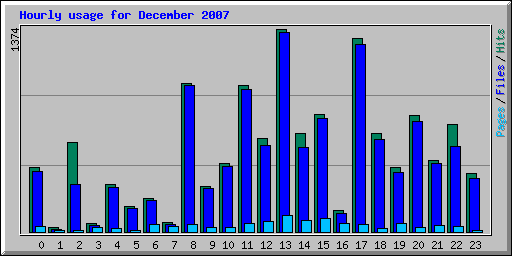 Hourly usage for December 2007
1374
Pages/Files/Hits
0 1 2 3 4 5 6 7 8 9 10 11 12 13 14 15 16 17 18 19 20 21 22 23